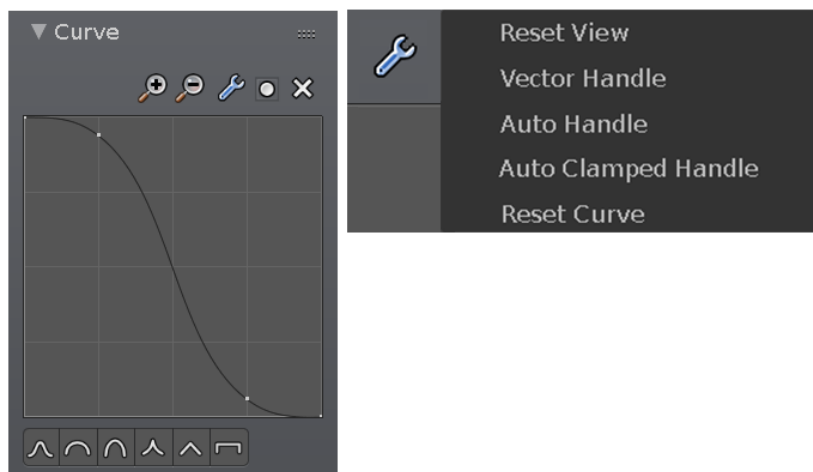 Curve
Reset View
Vector Handle
Auto Handle
Auto Clamped Handle
Reset Curve